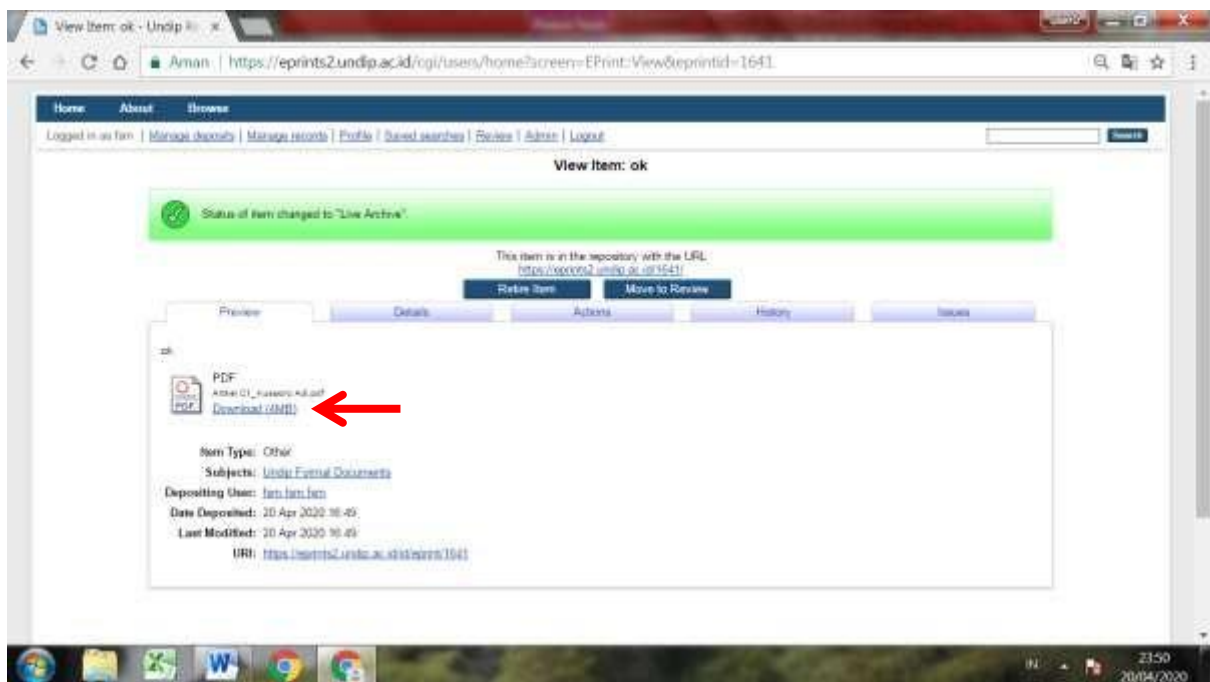 View Item: ok - Undip
Aman | https://eprints2.undip.ac.id/cgi/users/home?screen=EPrint::View&eprintid=1641
Home About Browse
Logged in as fam | Manage deposits | Manage records | Profile | Saved searches | Review | Admin | Logout
Search
View Item: ok
Status of item changed to "Live Archive".
This item is in the repository with the URL
https://eprints2.undip.ac.id/1641/
Retire Item Move to Review
Preview Details Actions History Issues
ok
PDF
Download (4MB)
PDF
Item Type: Other
Subjects: Undip Formal Documents
Depositing User: fam fam fam
Date Deposited: 20 Apr 2020 16:49
Last Modified: 20 Apr 2020 16:49
URI: https://eprints2.undip.ac.id/id/eprint/1641
IN
23:50
20/04/2020